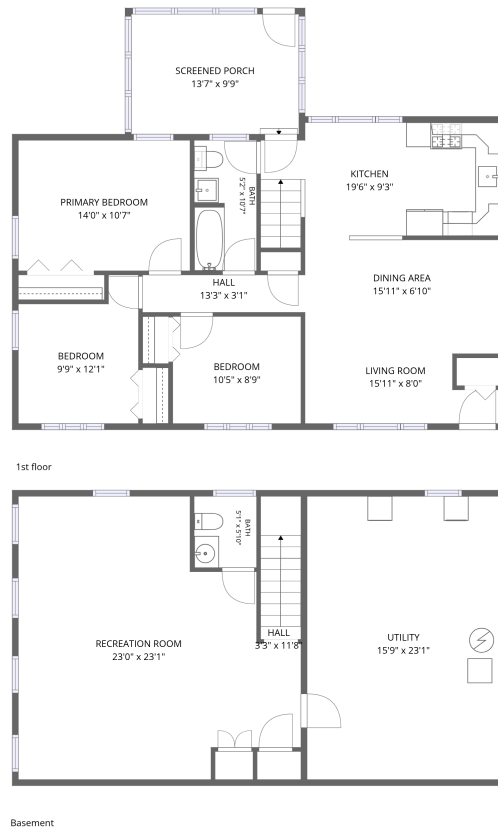 SCREENED PORCH
13'7" x 9'9"
KITCHEN
19'6" x 9'3"
PRIMARY BEDROOM
14'0" x 10'7"
BATH
5'2" x 10'7"
HALL
13'3" x 3'1"
DINING AREA
15'11" x 6'10"
BEDROOM
9'9" x 12'1"
BEDROOM
10'5" x 8'9"
LIVING ROOM
15'11" x 8'0"
1st floor
BATH
5'1" x 5'10"
HALL
3'3" x 11'8"
RECREATION ROOM
23'0" x 23'1"
UTILITY
15'9" x 23'1"
Basement